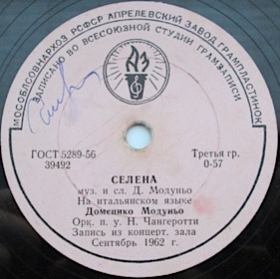 МОСОБЛСОВНАРХОЗ РСФСР АПРЕЛЕВСКИЙ ЗАВОД ГРАМПЛАСТИНОК
ЗАПИСАНО ВО ВСЕСОЮЗНОЙ СТУДИИ ГРАМЗАПИСИ
ГОСТ 5289-56
39492
Третья гр.
0-57
СЕЛЕНА
муз. и сл. Д. Модуньо
На итальянском языке
Доменико Модуньо
Орк. п. у. Н. Чангеротти
Запись из концерт. зала
Сентябрь 1962 г.